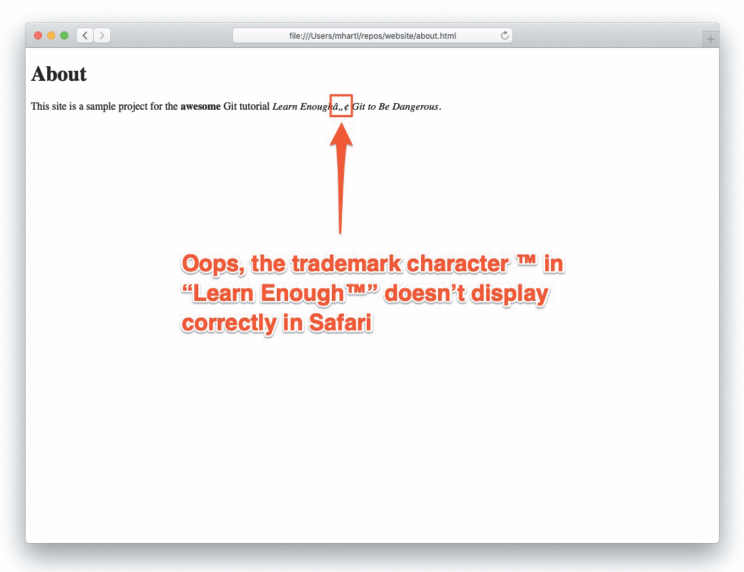 file:///Users/mhartl/repos/website/about.html
About
This site is a sample project for the awesome Git tutorial Learn Enoughâ„¢ Git to Be Dangerous.
Oops, the trademark character ™ in
“Learn Enough™” doesn’t display
correctly in Safari